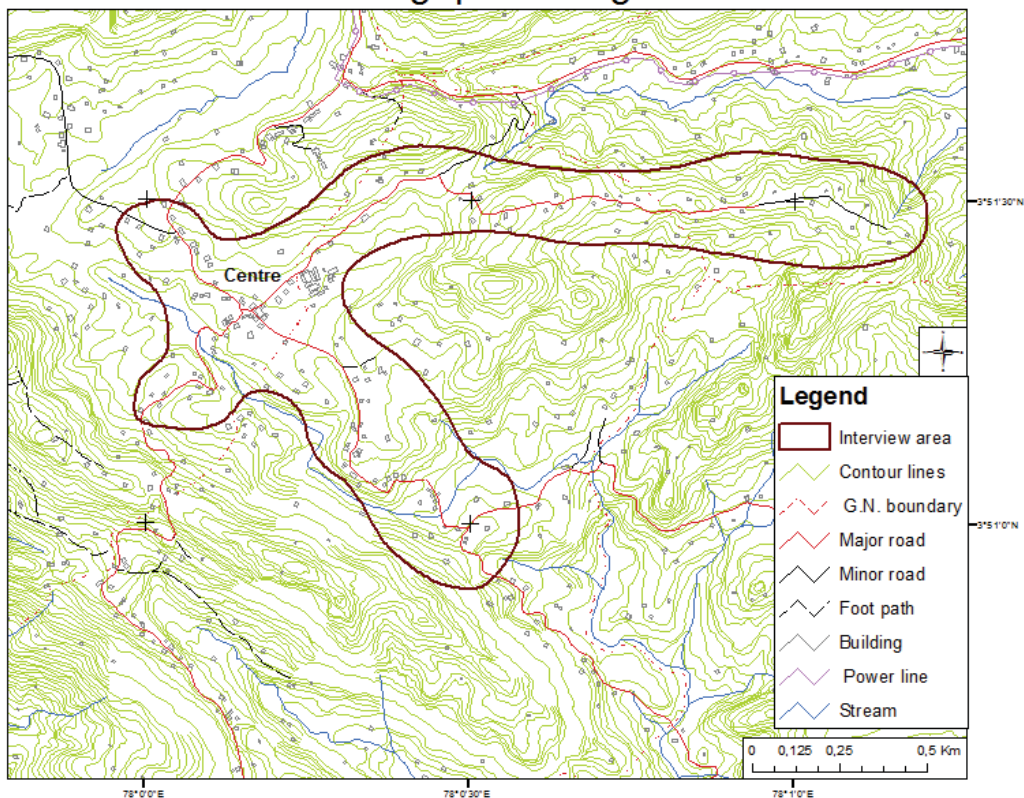 Centre
3°51'30"N
3°51'0"N
Legend
Interview area
Contour lines
G.N. boundary
Major road
Minor road
Foot path
Building
Power line
Stream
0 0,125 0,25 0,5 Km
78°0'0"E 78°0'30"E 78°1'0"E